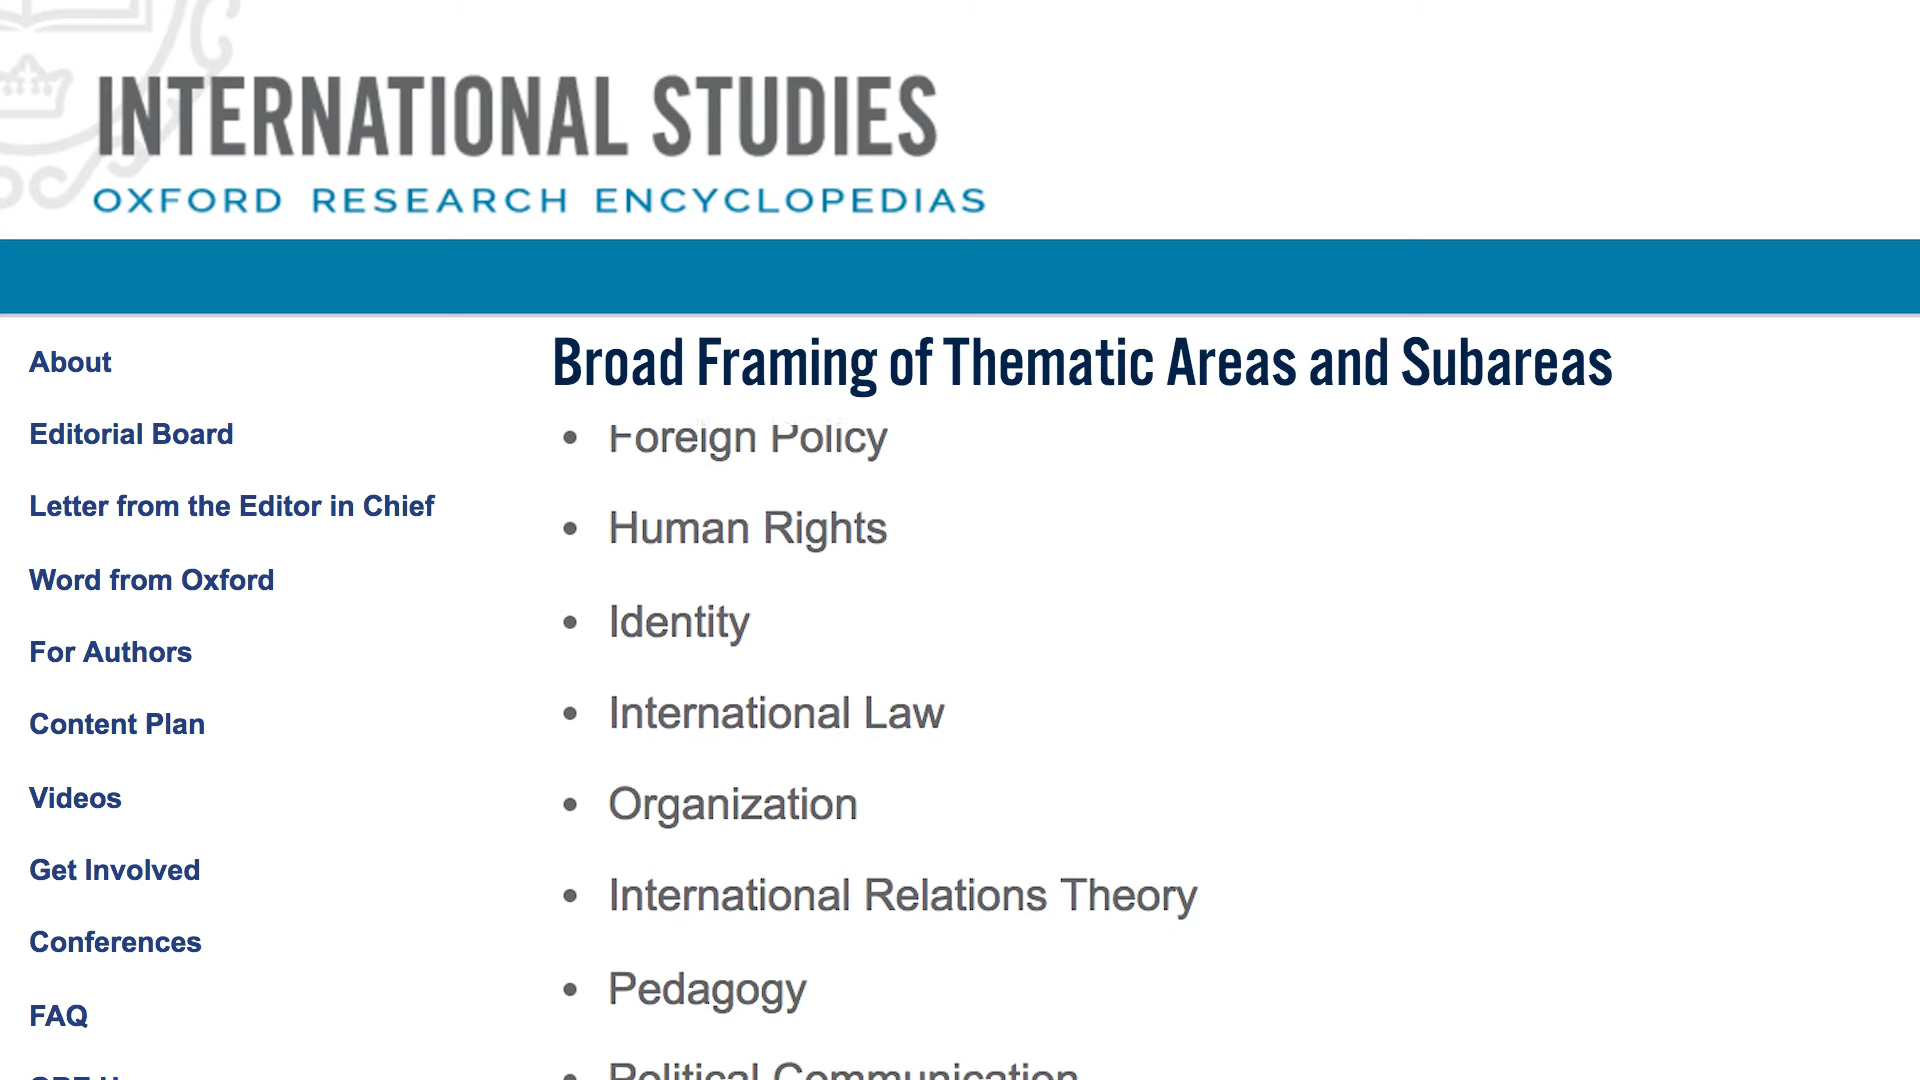 INTERNATIONAL STUDIES
OXFORD RESEARCH ENCYCLOPEDIAS
About
Editorial Board
Letter from the Editor in Chief
Word from Oxford
For Authors
Content Plan
Videos
Get Involved
Conferences
FAQ
Broad Framing of Thematic Areas and Subareas
• Foreign Policy
• Human Rights
• Identity
• International Law
• Organization
• International Relations Theory
• Pedagogy
• Political Communication